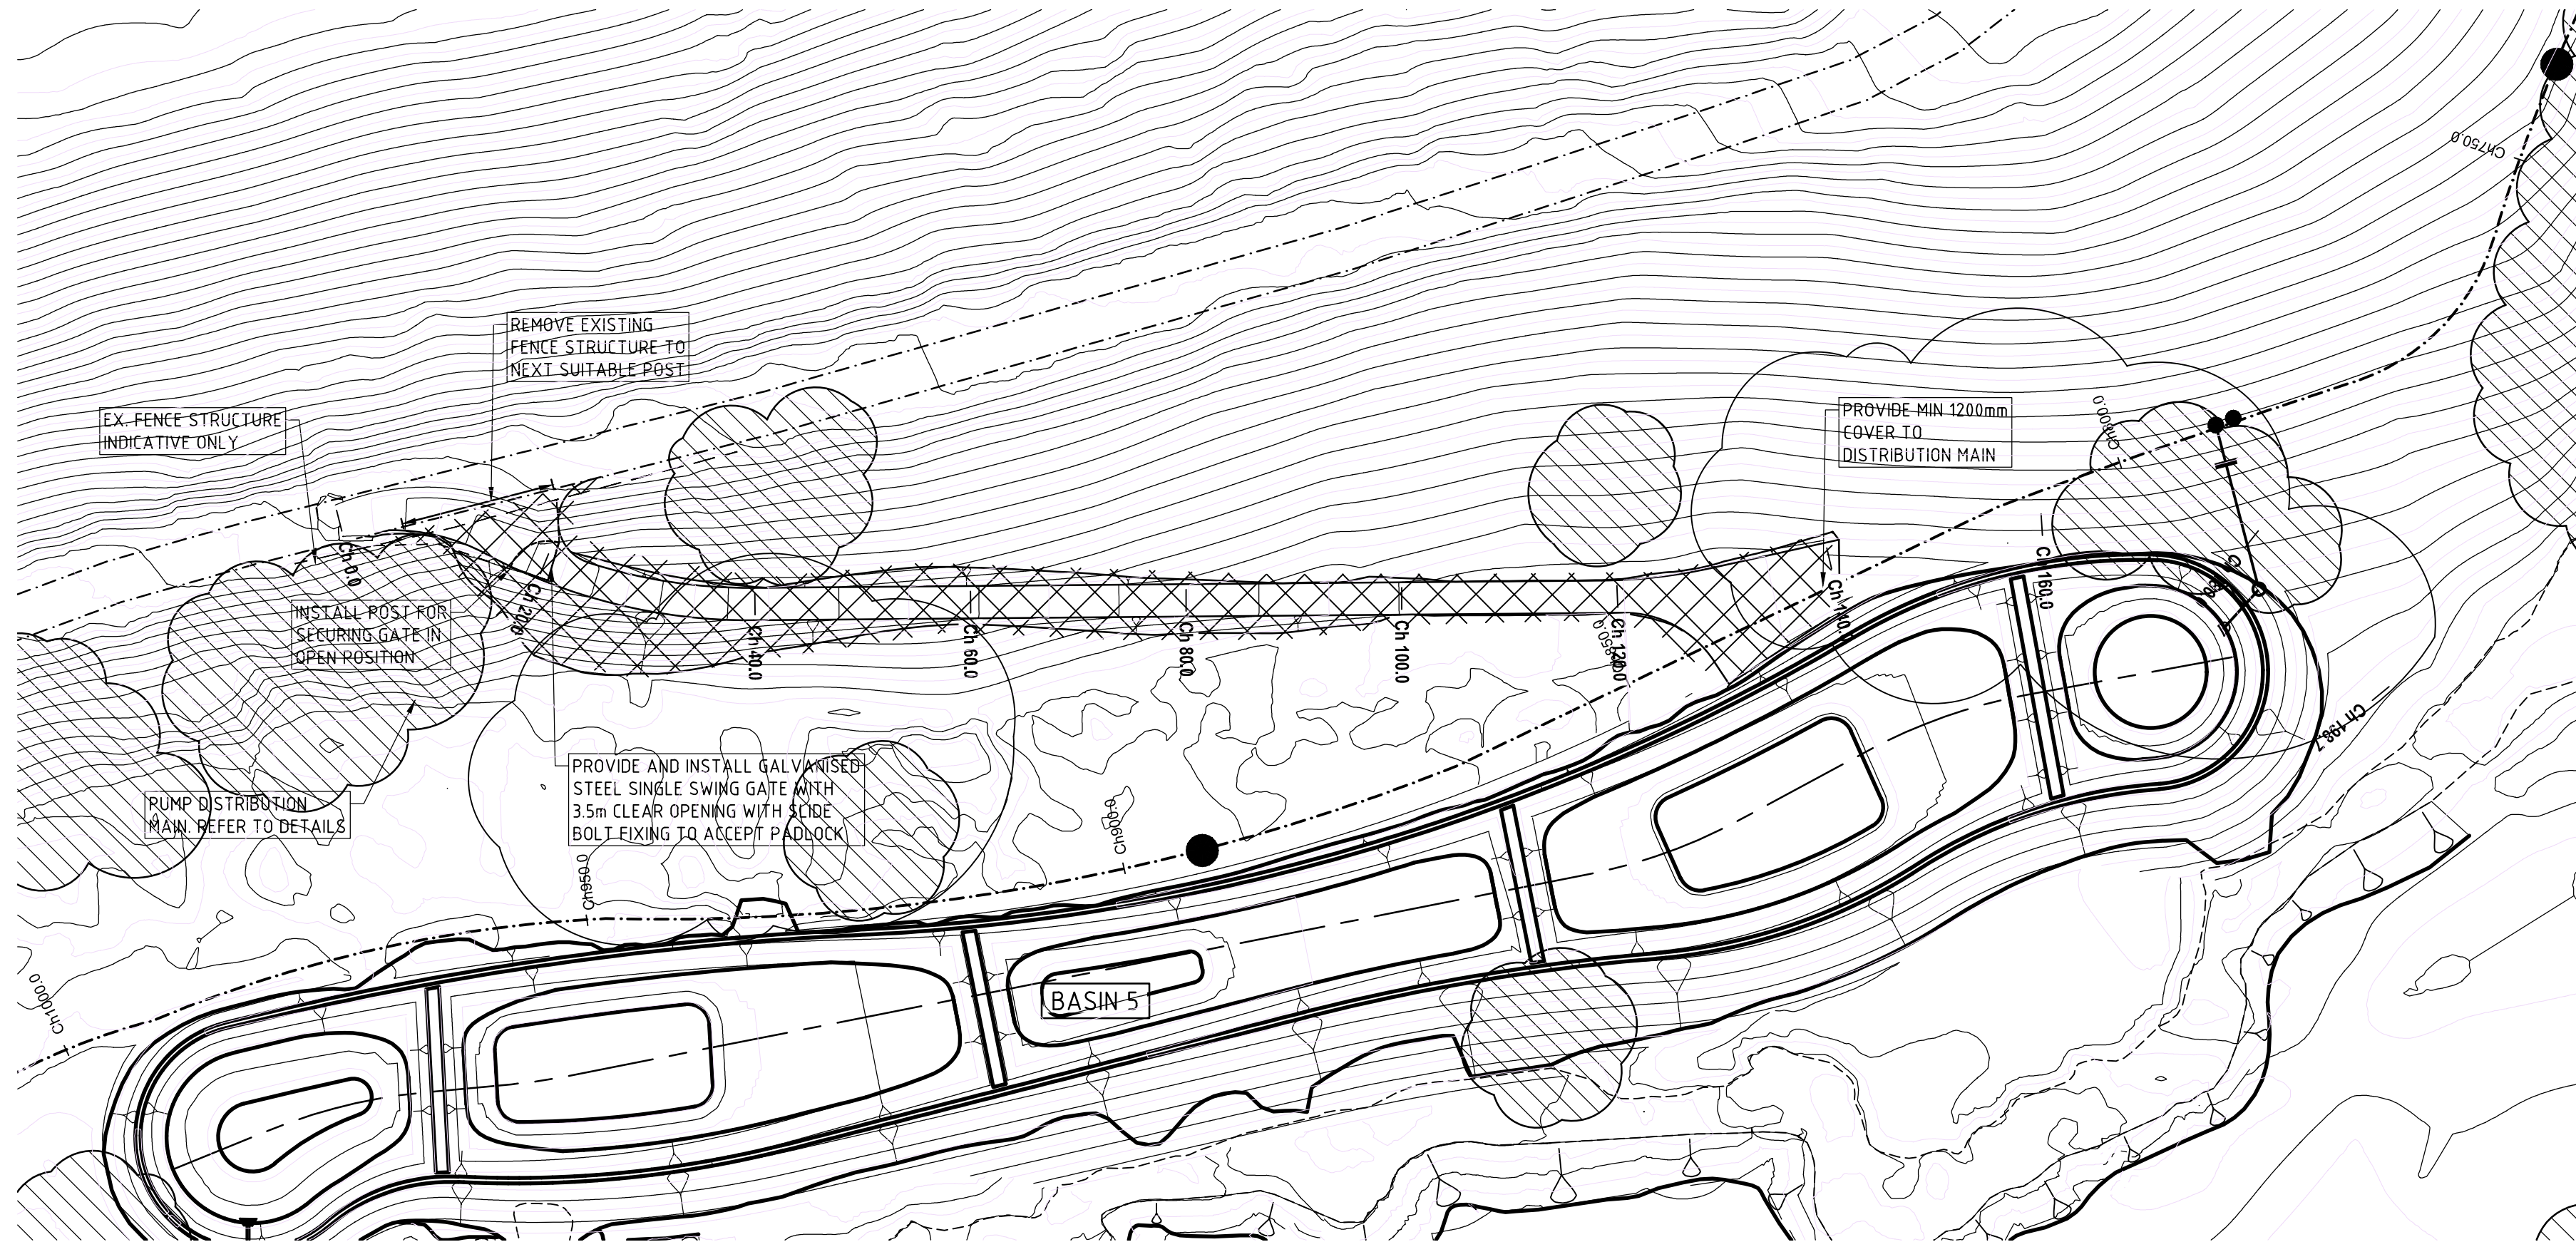 Ch750.0
REMOVE EXISTING
FENCE STRUCTURE TO
NEXT SUITABLE POST
EX. FENCE STRUCTURE
INDICATIVE ONLY
PROVIDE MIN 1200mm
COVER TO
DISTRIBUTION MAIN
Ch800.0
Ch 0.0
Ch 20.0
Ch 40.0
Ch 60.0
Ch 80.0
Ch 100.0
Ch 120.0
Ch850.0
Ch 140.0
Ch 160.0
Ch 198.7
INSTALL POST FOR
SECURING GATE IN
OPEN POSITION
PROVIDE AND INSTALL GALVANISED
STEEL SINGLE SWING GATE WITH
3.5m CLEAR OPENING WITH SLIDE
BOLT FIXING TO ACCEPT PADLOCK
PUMP DISTRIBUTION
MAIN. REFER TO DETAILS
Ch900.0
Ch950.0
Ch1000.0
BASIN 5